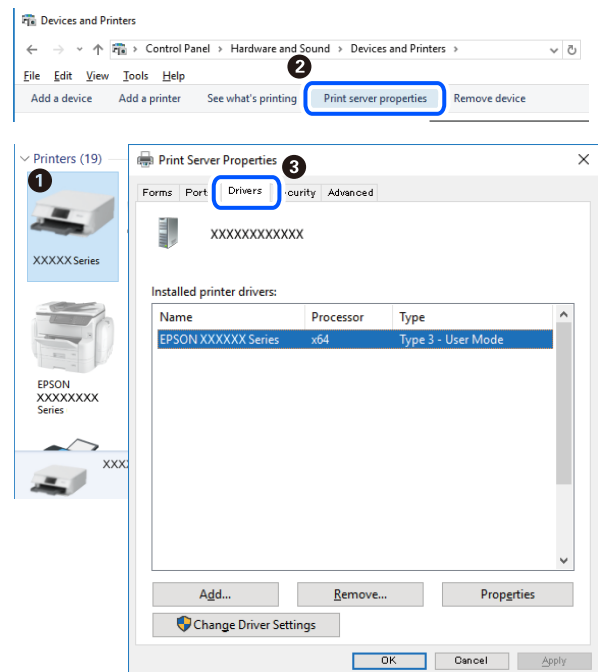 Devices and Printers
Control Panel > Hardware and Sound > Devices and Printers >
2
File Edit View Tools Help
Add a device Add a printer See what's printing Print server properties Remove device
Printers (19)
1
XXXXX Series
EPSON
XXXXXXXX
Series
XXX
Print Server Properties
3
Forms Port Drivers curity Advanced
XXXXXXXXXXXX
Installed printer drivers:
Name Processor Type
EPSON XXXXXX Series x64 Type 3 - User Mode
Add... Remove... Properties
Change Driver Settings
OK Cancel Apply